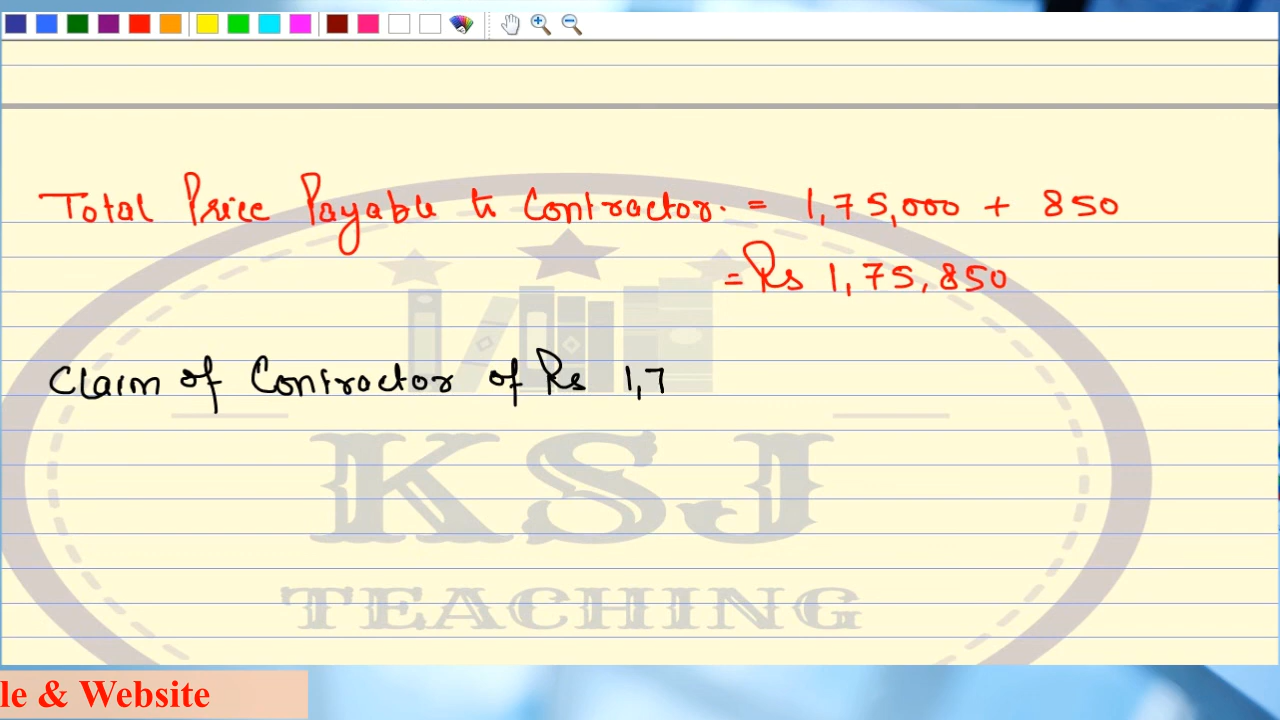 Total Price Payable to Contractor. = 1,75,000 + 850
= Rs 1,75,850
Claim of Contractor of Rs 1,7
KSJ
TEACHING
le & Website